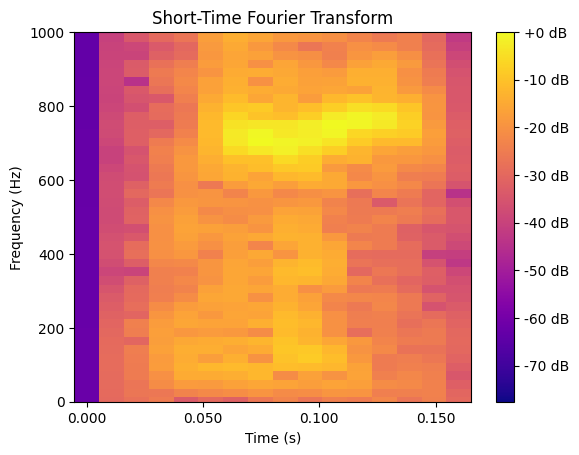 Short-Time Fourier Transform
1000
800
600
400
200
0
Frequency (Hz)
0.000
0.050
0.100
0.150
Time (s)
+0 dB
-10 dB
-20 dB
-30 dB
-40 dB
-50 dB
-60 dB
-70 dB